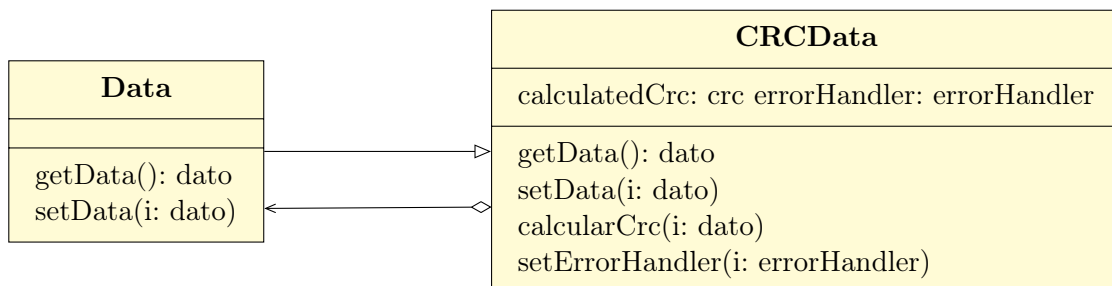 Data
getData(): dato
setData(i: dato)
CRCData
calculatedCrc: crc errorHandler: errorHandler
getData(): dato
setData(i: dato)
calcularCrc(i: dato)
setErrorHandler(i: errorHandler)